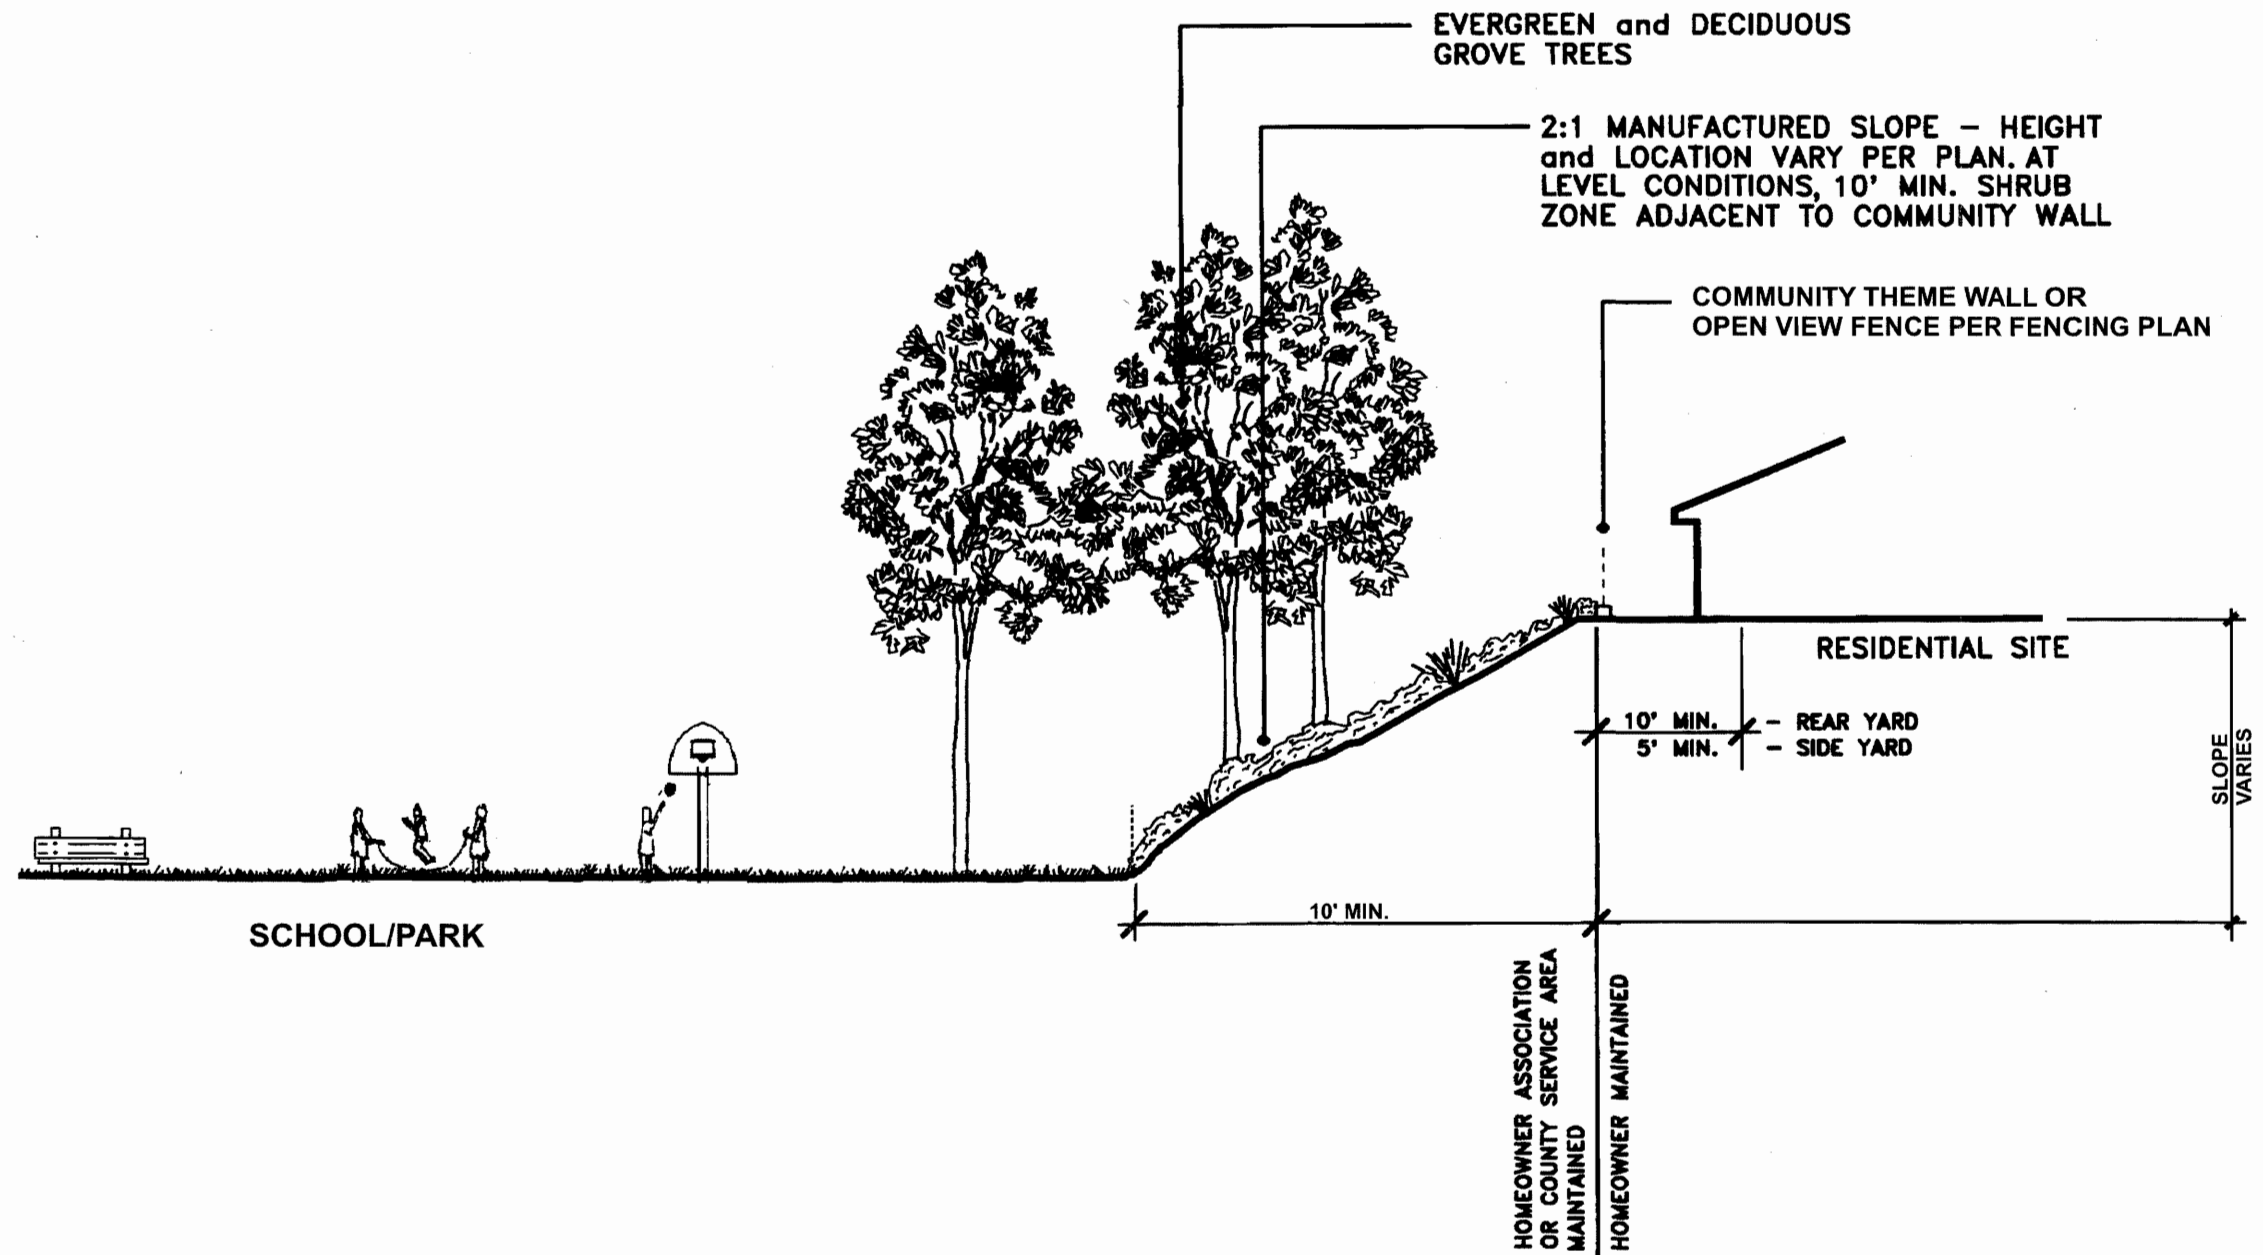 EVERGREEN and DECIDUOUS
GROVE TREES
2:1 MANUFACTURED SLOPE - HEIGHT
and LOCATION VARY PER PLAN. AT
LEVEL CONDITIONS, 10' MIN. SHRUB
ZONE ADJACENT TO COMMUNITY WALL
COMMUNITY THEME WALL OR
OPEN VIEW FENCE PER FENCING PLAN
RESIDENTIAL SITE
10' MIN. - REAR YARD
5' MIN. - SIDE YARD
SLOPE
VARIES
10' MIN.
SCHOOL/PARK
HOMEOWNER ASSOCIATION
OR COUNTY SERVICE AREA
MAINTAINED
HOMEOWNER MAINTAINED